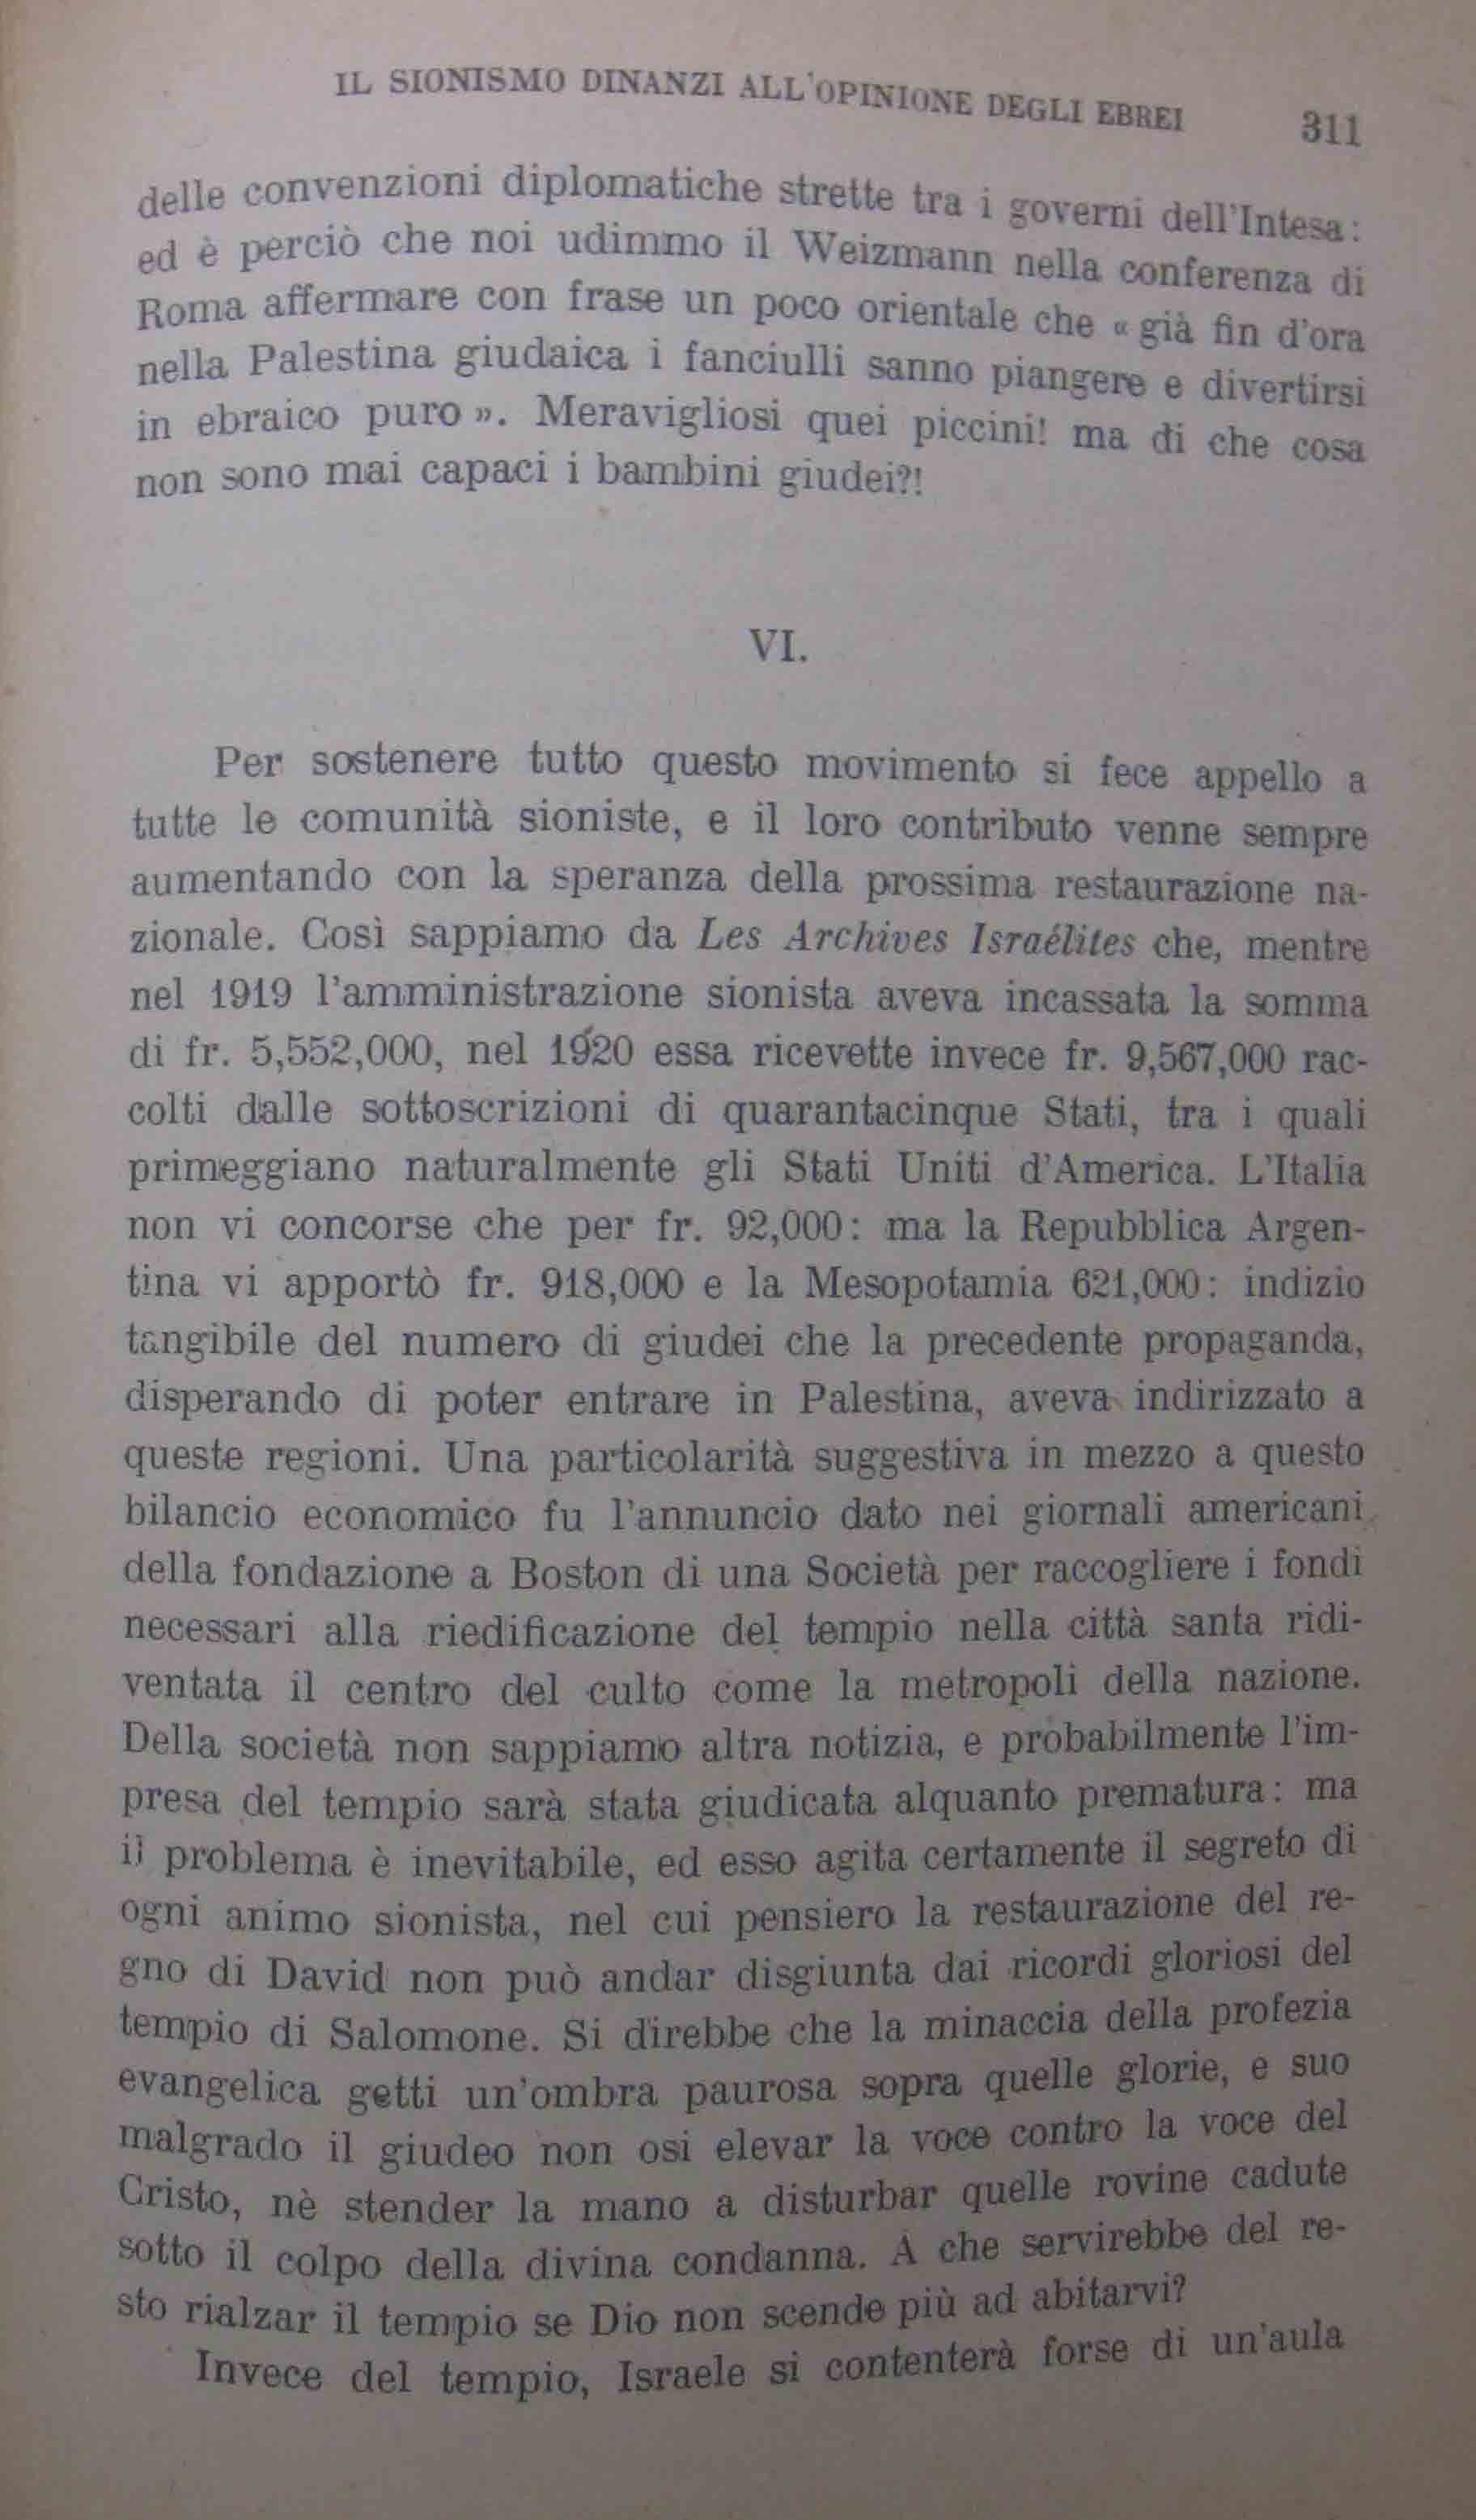 IL SIONISMO DINANZI ALL'OPINIONE DEGLI EBREI 311
delle convenzioni diplomatiche strette tra i governi dell'Intesa:
ed è perciò che noi udimmo il Weizmann nella conferenza di
Roma affermare con frase un poco orientale che « già fin d'ora
nella Palestina giudaica i fanciulli sanno piangere e divertirsi
in ebraico puro ». Meravigliosi quei piccini! ma di che cosa
non sono mai capaci i bambini giudei?!
VI.
Per sostenere tutto questo movimento si fece appello a
tutte le comunità sioniste, e il loro contributo venne sempre
aumentando con la speranza della prossima restaurazione na-
zionale. Così sappiamo da Les Archives Israélites che, mentre
nel 1919 l'amministrazione sionista aveva incassata la somma
di fr. 5,552,000, nel 1920 essa ricevette invece fr. 9,567,000 rac-
colti dalle sottoscrizioni di quarantacinque Stati, tra i quali
primeggiano naturalmente gli Stati Uniti d'America. L'Italia
non vi concorse che per fr. 92,000: ma la Repubblica Argen-
tina vi apportò fr. 918,000 e la Mesopotamia 621,000: indizio
tangibile del numero di giudei che la precedente propaganda,
disperando di poter entrare in Palestina, aveva indirizzato a
queste regioni. Una particolarità suggestiva in mezzo a questo
bilancio economico fu l'annuncio dato nei giornali americani
della fondazione a Boston di una Società per raccogliere i fondi
necessari alla riedificazione del tempio nella città santa ridi-
ventata il centro del culto come la metropoli della nazione.
Della società non sappiamo altra notizia, e probabilmente l'im-
presa del tempio sarà stata giudicata alquanto prematura: ma
il problema è inevitabile, ed esso agita certamente il segreto di
ogni animo sionista, nel cui pensiero la restaurazione del re-
gno di David non può andar disgiunta dai ricordi gloriosi del
tempio di Salomone. Si direbbe che la minaccia della profezia
evangelica getti un'ombra paurosa sopra quelle glorie, e suo
malgrado il giudeo non osi elevar la voce contro la voce del
Cristo, nè stender la mano a disturbar quelle rovine cadute
sotto il colpo della divina condanna. A che servirebbe del re-
sto rialzar il tempio se Dio non scende più ad abitarvi?
Invece del tempio, Israele si contenterà forse di un'aula